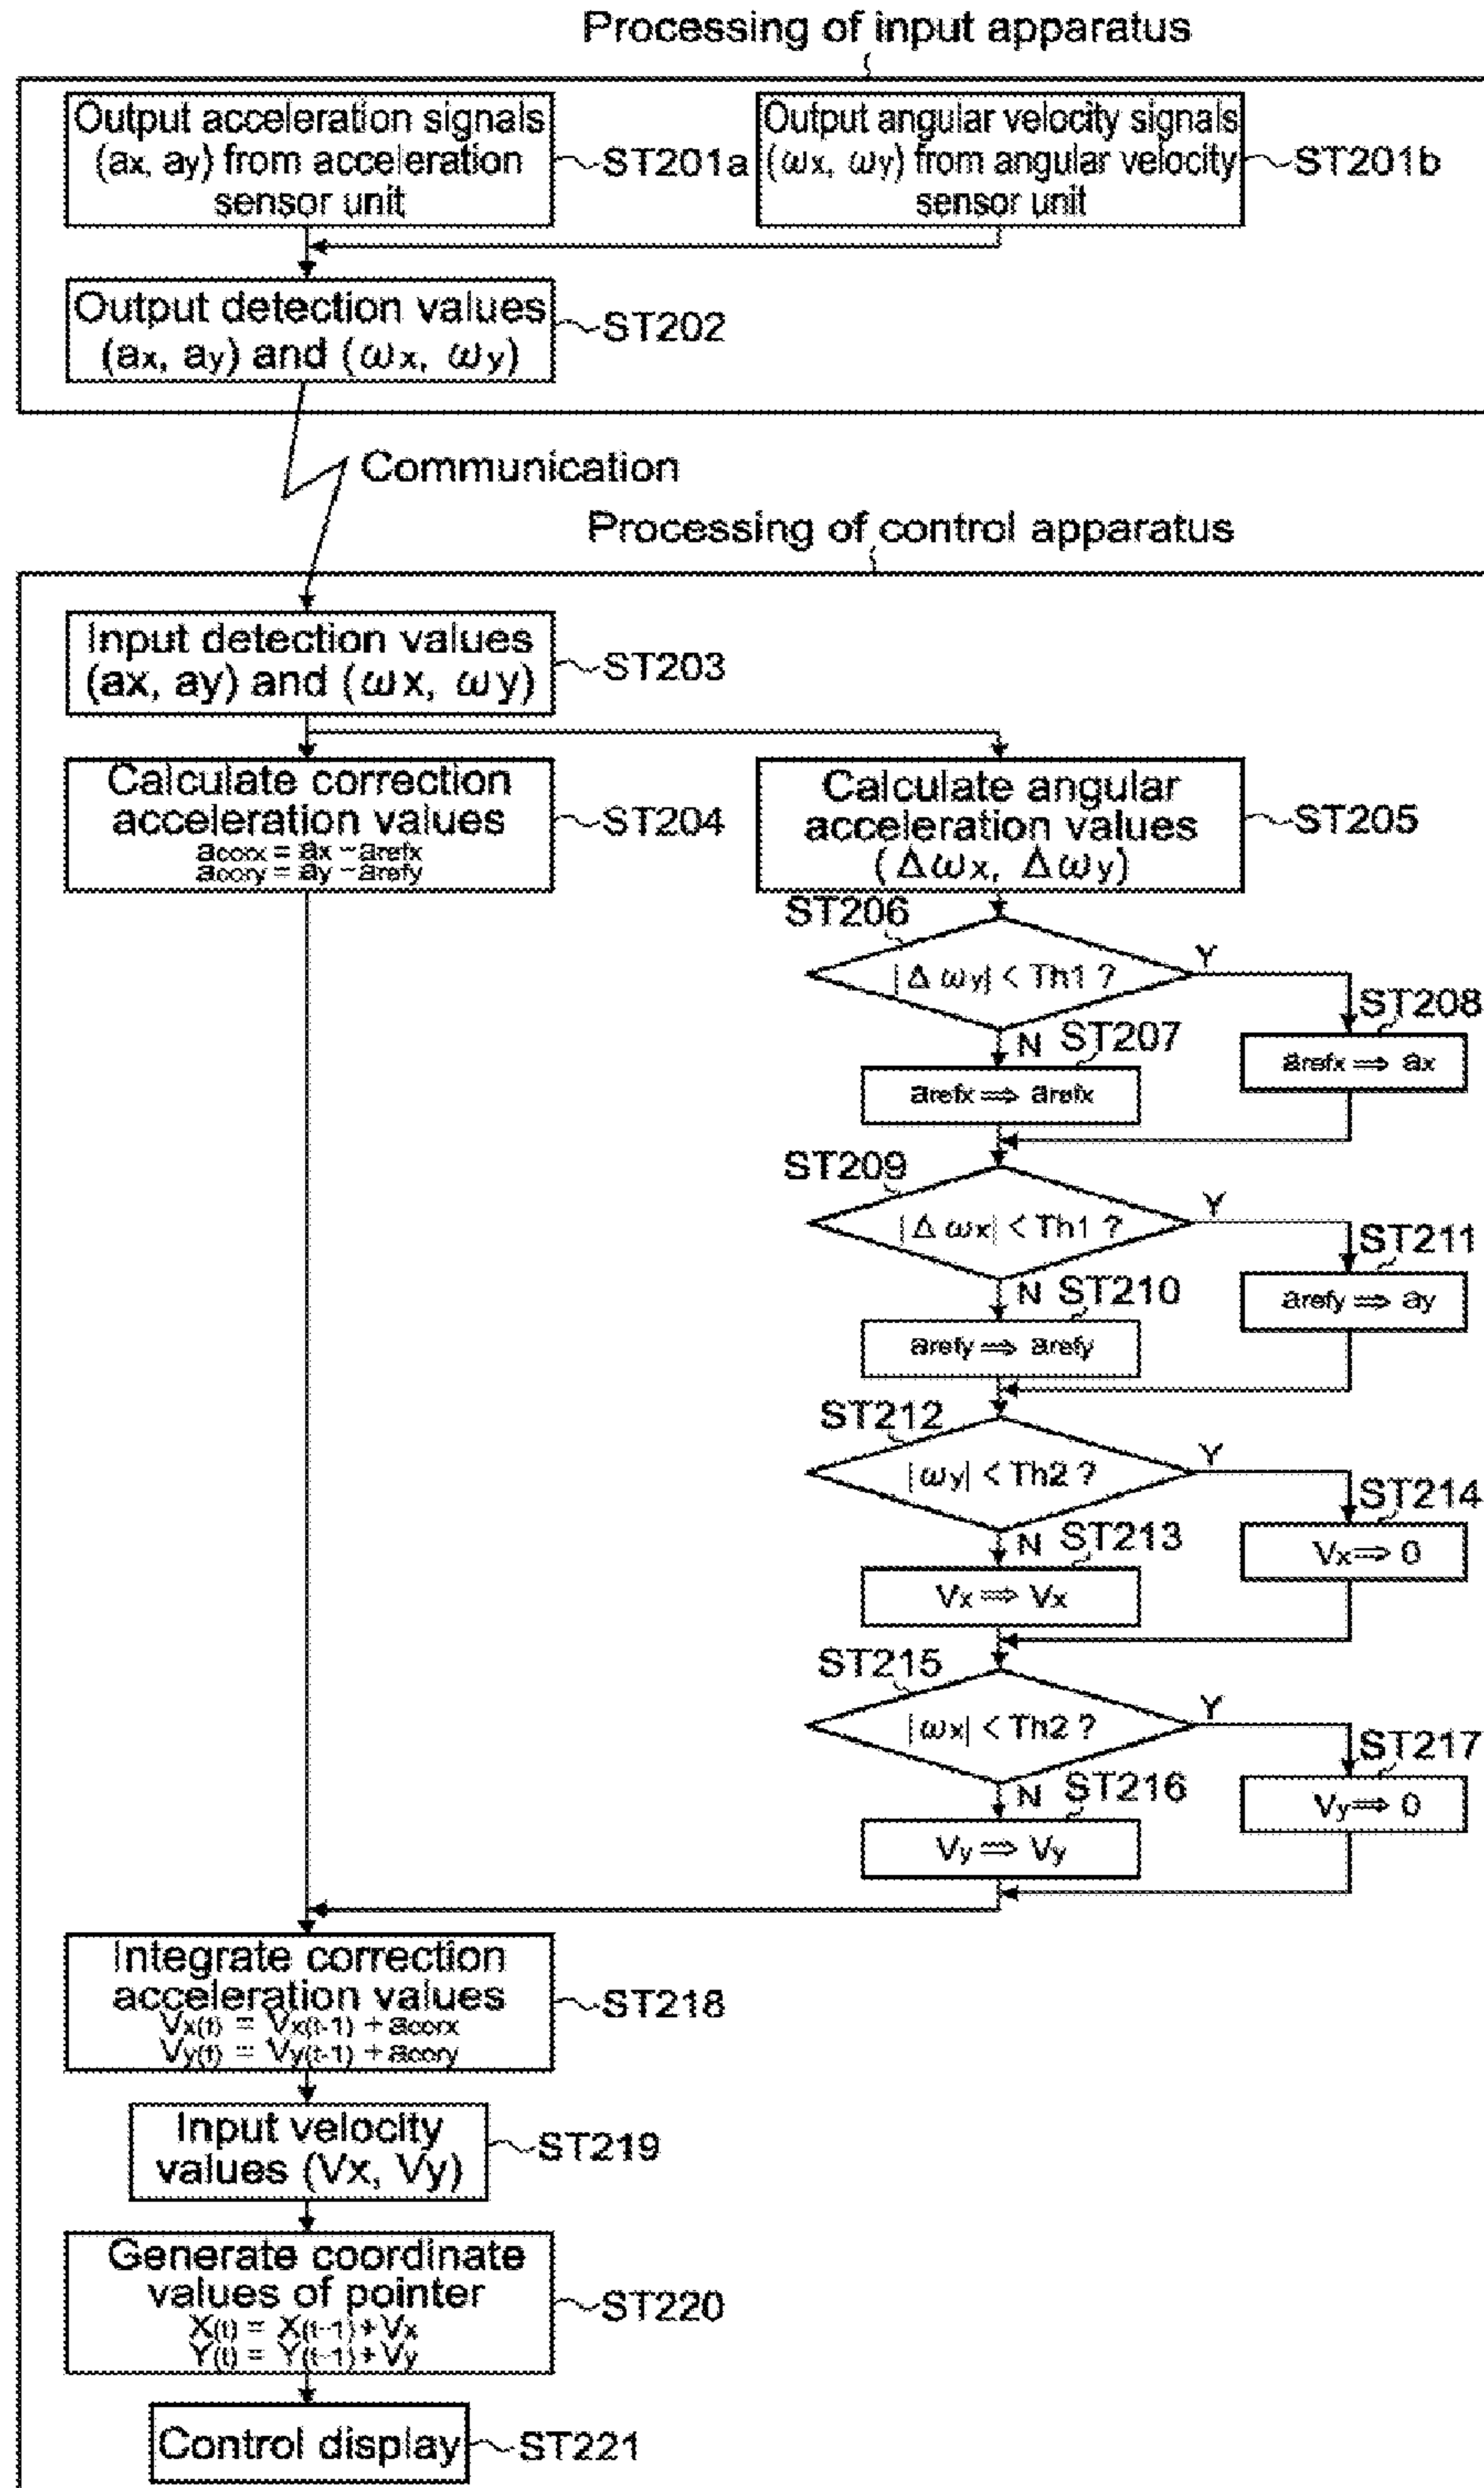 Processing of input apparatus
Output acceleration signals
(ax, ay) from acceleration
sensor unit
ST201a
Output angular velocity signals
(ωx, ωy) from angular velocity
sensor unit
ST201b
Output detection values
(ax, ay) and (ωx, ωy)
ST202
Communication
Processing of control apparatus
Input detection values
(ax, ay) and (ωx, ωy)
ST203
Calculate correction
acceleration values
acorx = ax - arefx
acory = ay - arefy
ST204
Calculate angular
acceleration values
(Δωx, Δωy)
ST205
ST206
|Δωy| < Th1 ?
Y
N
ST207
arefx ⇒ arefx
ST208
arefx ⇒ ax
ST209
|Δωx| < Th1 ?
Y
N
ST210
arefy ⇒ arefy
ST211
arefy ⇒ ay
ST212
|ωy| < Th2 ?
Y
N
ST213
Vx ⇒ Vx
ST214
Vx ⇒ 0
ST215
|ωx| < Th2 ?
Y
N
ST216
Vy ⇒ Vy
ST217
Vy ⇒ 0
Integrate correction
acceleration values
Vx(t) = Vx(t-1) + acorx
Vy(t) = Vy(t-1) + acory
ST218
Input velocity
values (Vx, Vy)
ST219
Generate coordinate
values of pointer
X(t) = X(t-1) + Vx
Y(t) = Y(t-1) + Vy
ST220
Control display
ST221